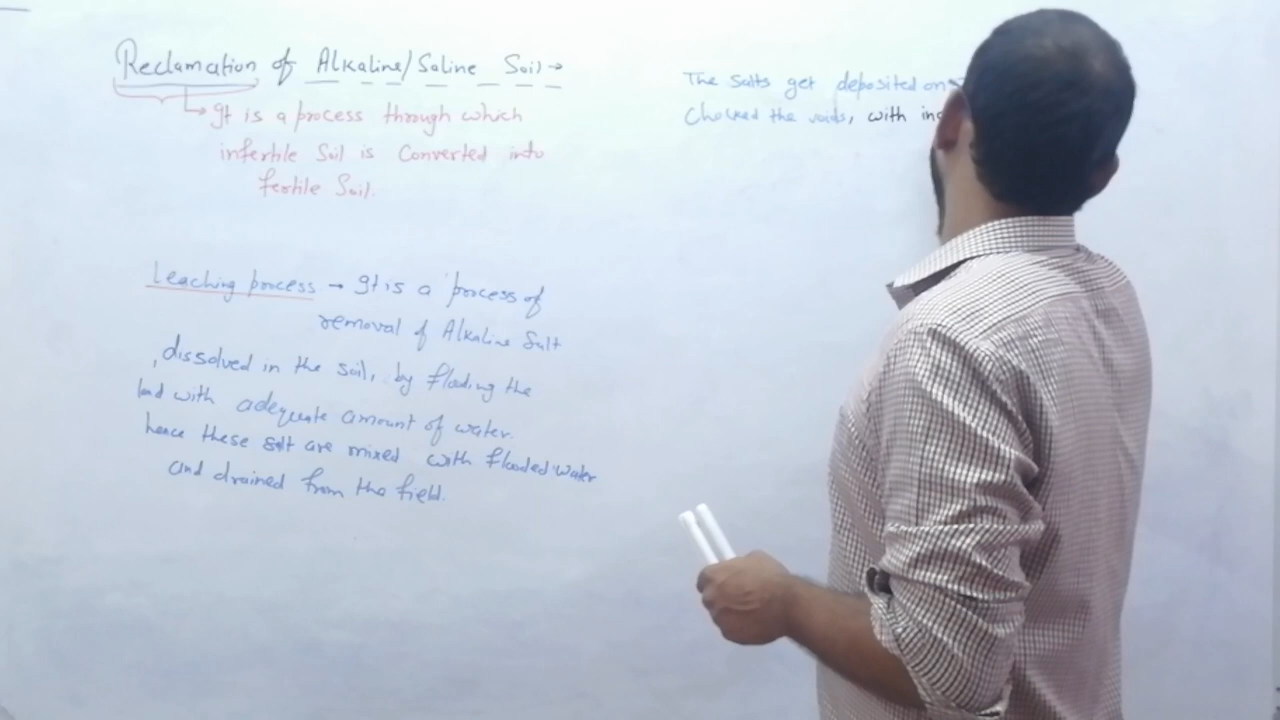 Reclamation of Alkaline/Saline Soil →
It is a process through which
infertile Soil is Converted into
fertile Soil.
Leaching process → It is a process of
removal of Alkaline Salt
, dissolved in the soil, by flooding the
land with adequate amount of water.
hence these salt are mixed with flooded water
and drained from the field.
The salts get deposited on
Chocked the voids, with